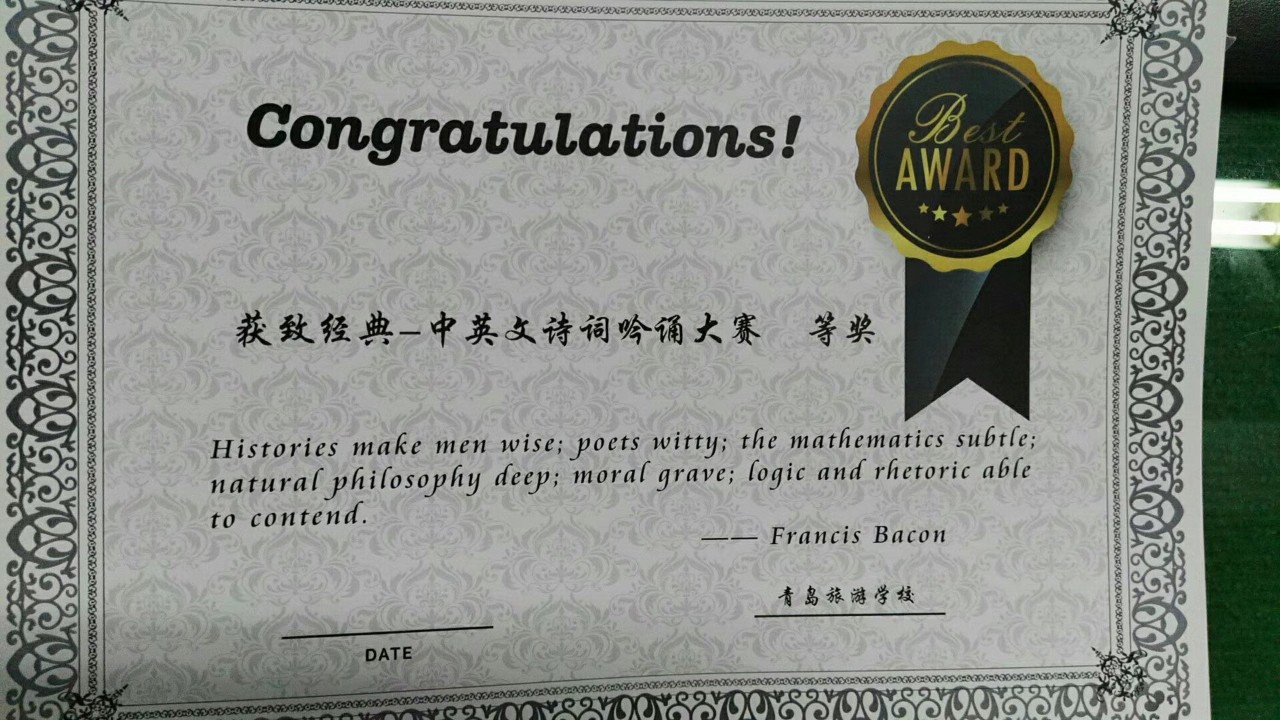 Congratulations!
Best
AWARD
获致经典—中英文诗词吟诵大赛 等奖
Histories make men wise; poets witty; the mathematics subtle;
natural philosophy deep; moral grave; logic and rhetoric able
to contend.
—— Francis Bacon
青岛旅游学校
DATE